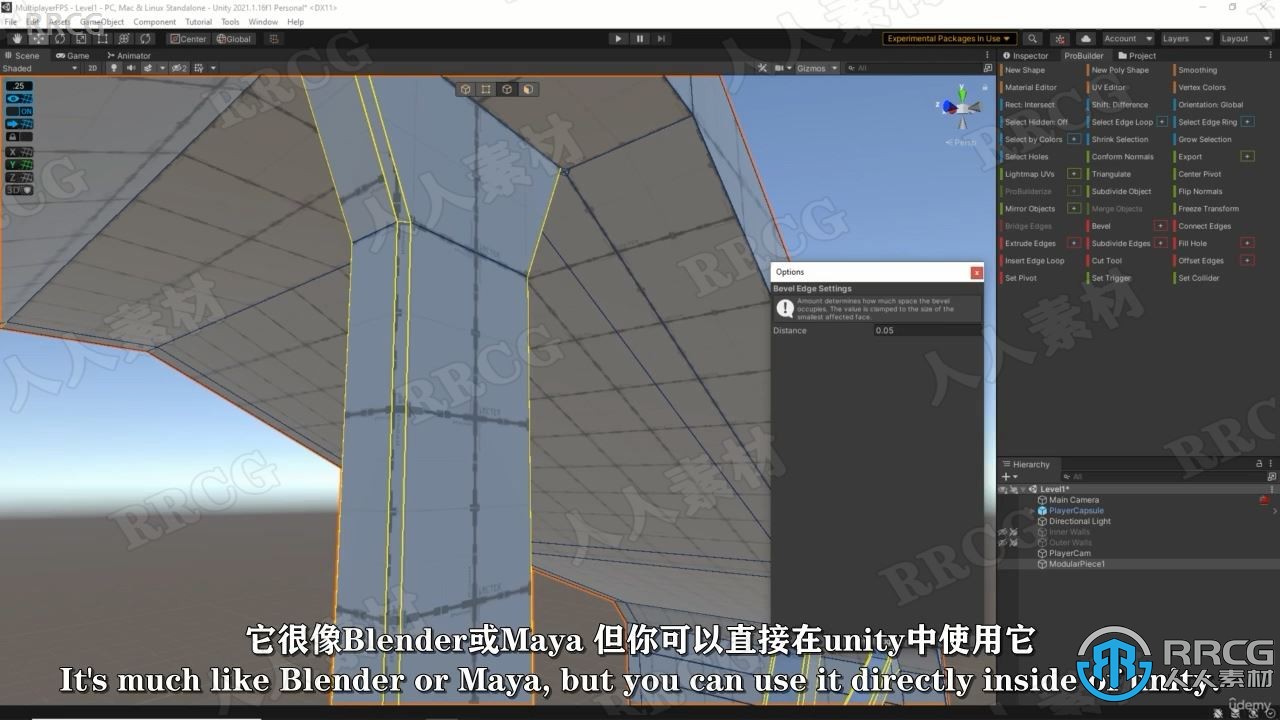 MultiplayerFPS - Level1 - PC, Mac & Linux Standalone - Unity 2021.1.16f1 Personal* <DX11>
File Edit Assets GameObject Component Tutorial Tools Window Help
Center Global Experimental Packages In Use Account Layers Layout
Scene Game Animator
Shaded 2D 2 Gizmos All
.25
ON
X
Y
Z
3D
y
z
Persp
Inspector ProBuilder Project
New Shape New Poly Shape Smoothing
Material Editor UV Editor Vertex Colors
Rect: Intersect Shift: Difference Orientation: Global
Select Hidden: Off Select Edge Loop + Select Edge Ring +
Select by Colors + Shrink Selection Grow Selection
Select Holes Conform Normals Export +
Lightmap UVs + Triangulate Center Pivot
ProBuilderize + Subdivide Object Flip Normals
Mirror Objects + Merge Objects Freeze Transform
Bridge Edges Bevel + Connect Edges
Extrude Edges + Subdivide Edges + Fill Hole +
Insert Edge Loop Cut Tool Offset Edges +
Set Pivot Set Trigger Set Collider
Options x
Bevel Edge Settings
Amount determines how much space the bevel
occupies. The value is clamped to the size of the
smallest affected face.
Distance 0.05
Hierarchy
+ All
Level1*
Main Camera
PlayerCapsule
Directional Light
Inner Walls
Outer Walls
PlayerCam
ModularPiece1
它很像Blender或Maya 但你可以直接在unity中使用它
It's much like Blender or Maya, but you can use it directly inside of unity.
RRCG
人人素材
ûdemy